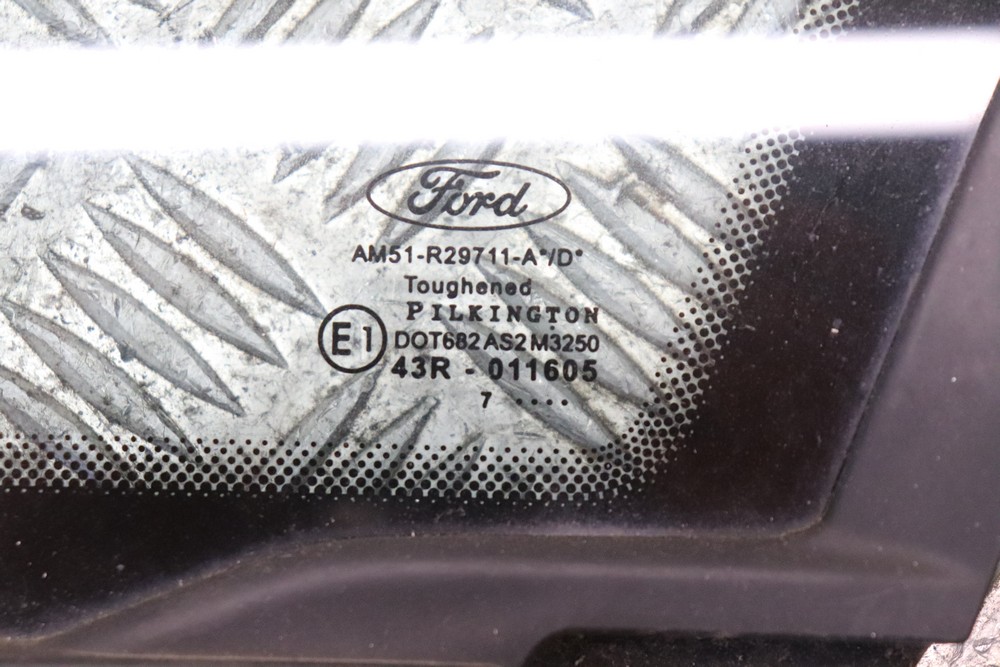 Ford
AM51-R29711-A*/D*
Toughened
PILKINGTON
E1
DOT682 AS2 M3250
43R - 011605
7 ....